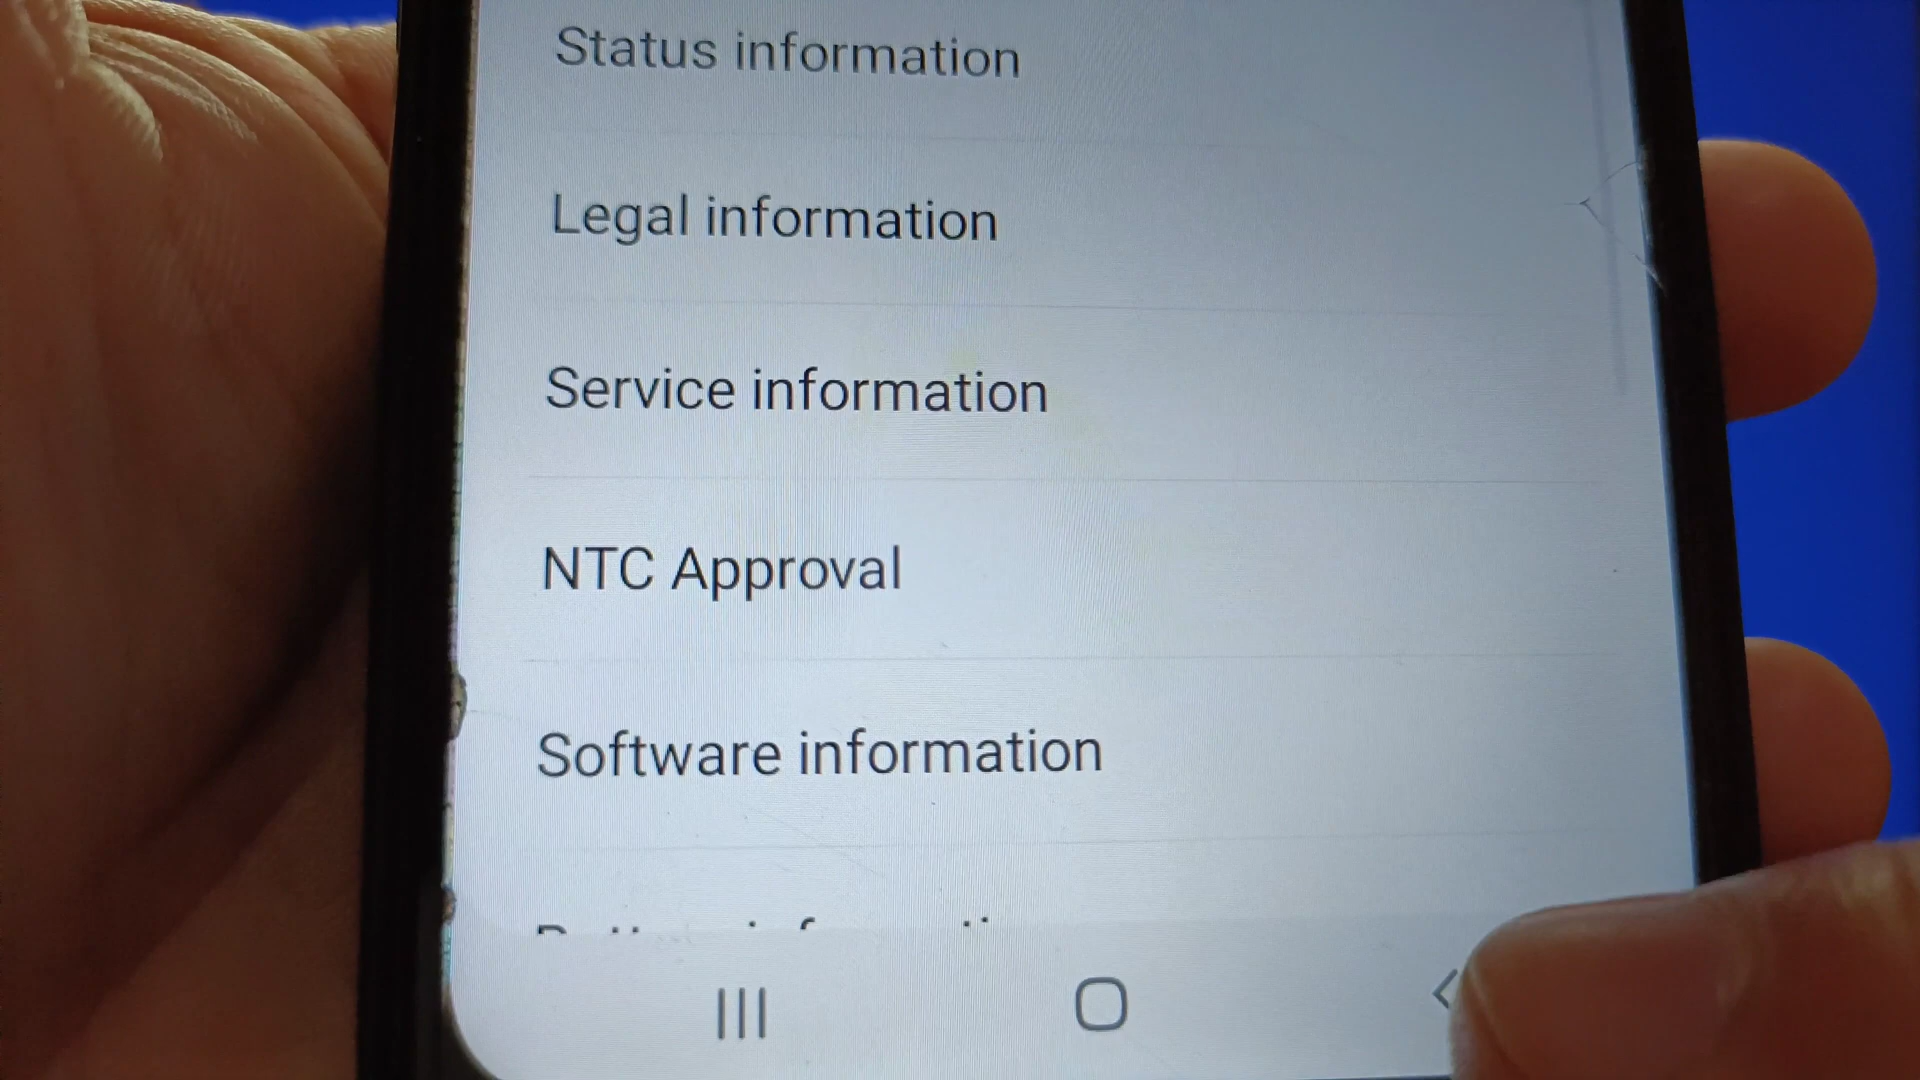 Status information
Legal information
Service information
NTC Approval
Software information